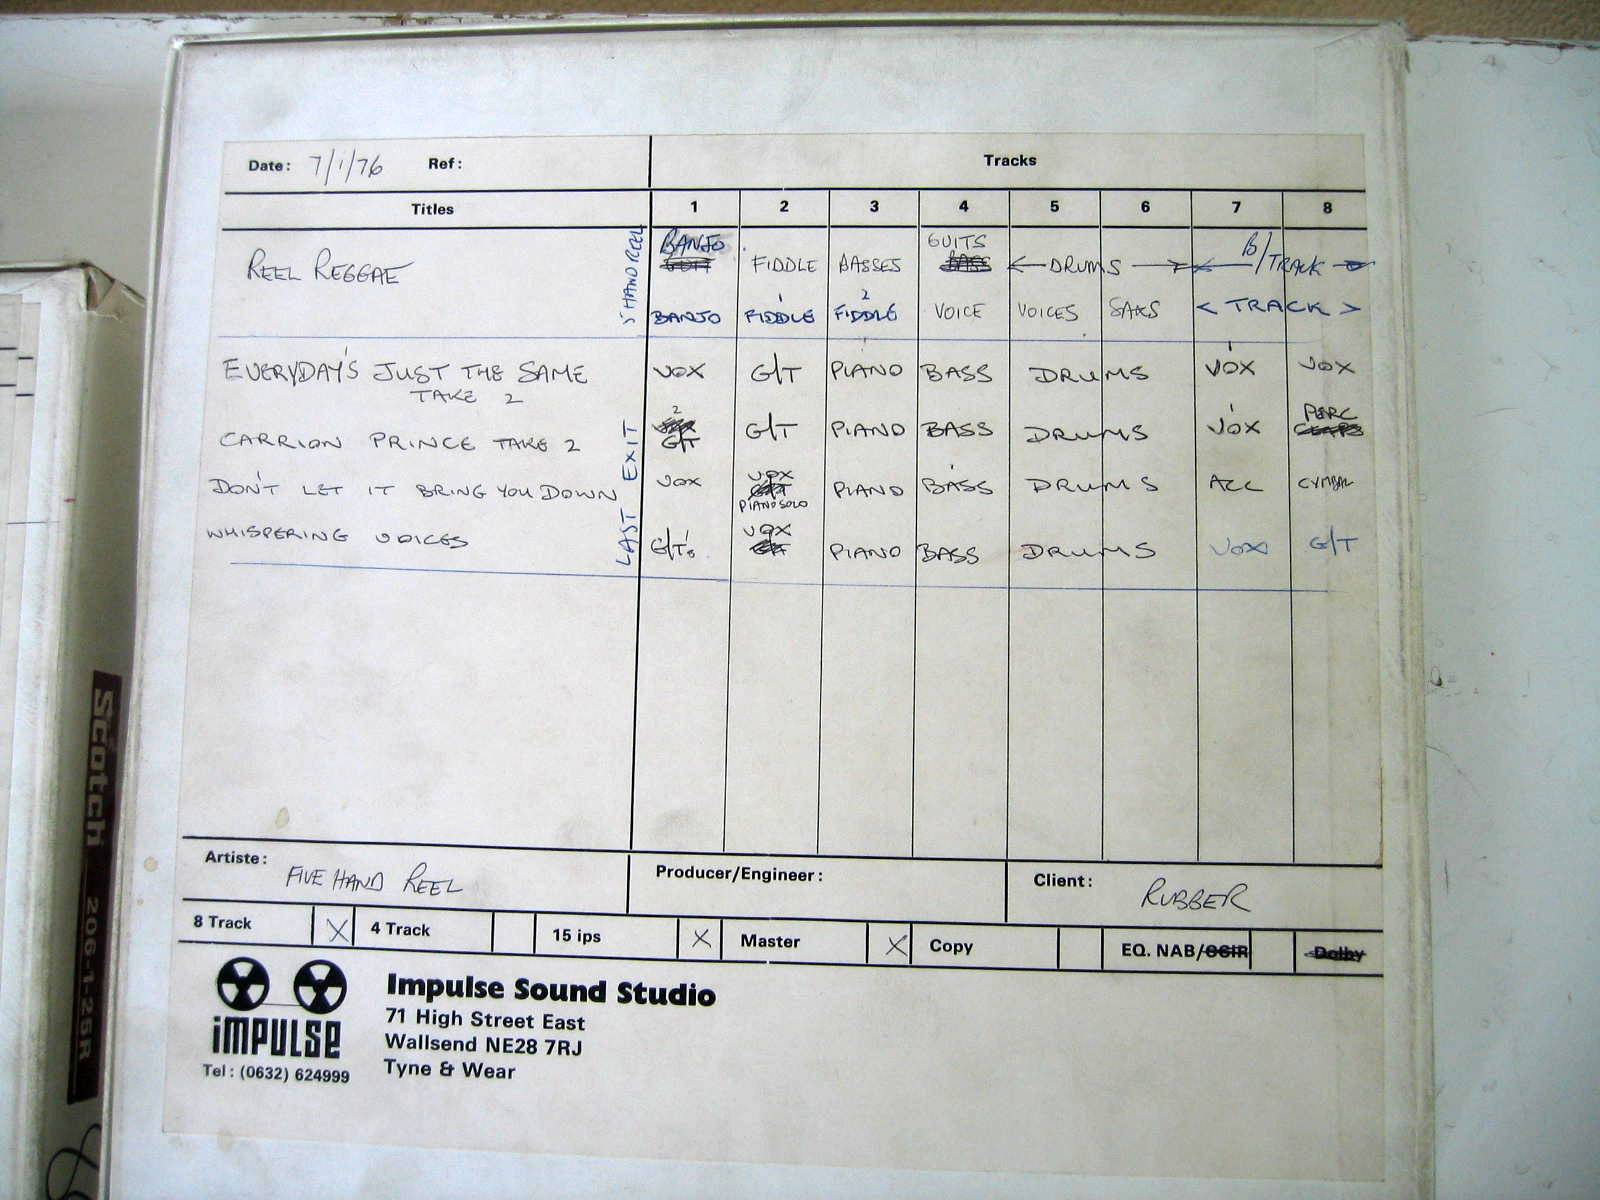 Date: 7/1/76 Ref: Tracks
Titles 1 2 3 4 5 6 7 8
REEL REGGAE 5 HAND REEL BANJO FIDDLE BASSES GUITS BASS ← DRUMS → ← B/TRACK →
BANJO 1 FIDDLE 2 FIDDLE VOICE VOICES SAXS < TRACK >
EVERYDAY'S JUST THE SAME VOX G/T PIANO BASS DRUMS VOX VOX
TAKE 2
CARRION PRINCE TAKE 2 LAST EXIT 2 G/T G/T PIANO BASS DRUMS VOX PERC
DON'T LET IT BRING YOU DOWN VOX VOX PIANO SOLO PIANO BASS DRUMS ACC CYMBAL
WHISPERING VOICES G/T's VOX PIANO BASS DRUMS VOX G/T
Artiste: FIVE HAND REEL Producer/Engineer: Client: RUBBER
8 Track X 4 Track 15 ips X Master X Copy EQ. NAB/CCIR Dolby
IMPULSE
Tel: (0632) 624999
Impulse Sound Studio
71 High Street East
Wallsend NE28 7RJ
Tyne & Wear
Scotch 206-1-25R